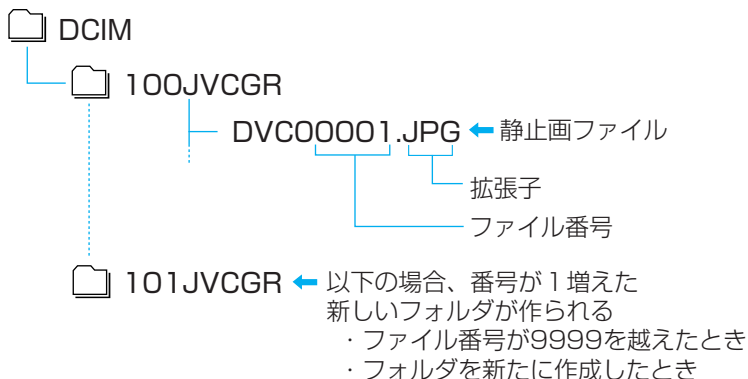 DCIM
100JVCGR
DVC00001.JPG 静止画ファイル
拡張子
ファイル番号
101JVCGR 以下の場合、番号が1増えた
新しいフォルダが作られる
・ファイル番号が9999を越えたとき
・フォルダを新たに作成したとき